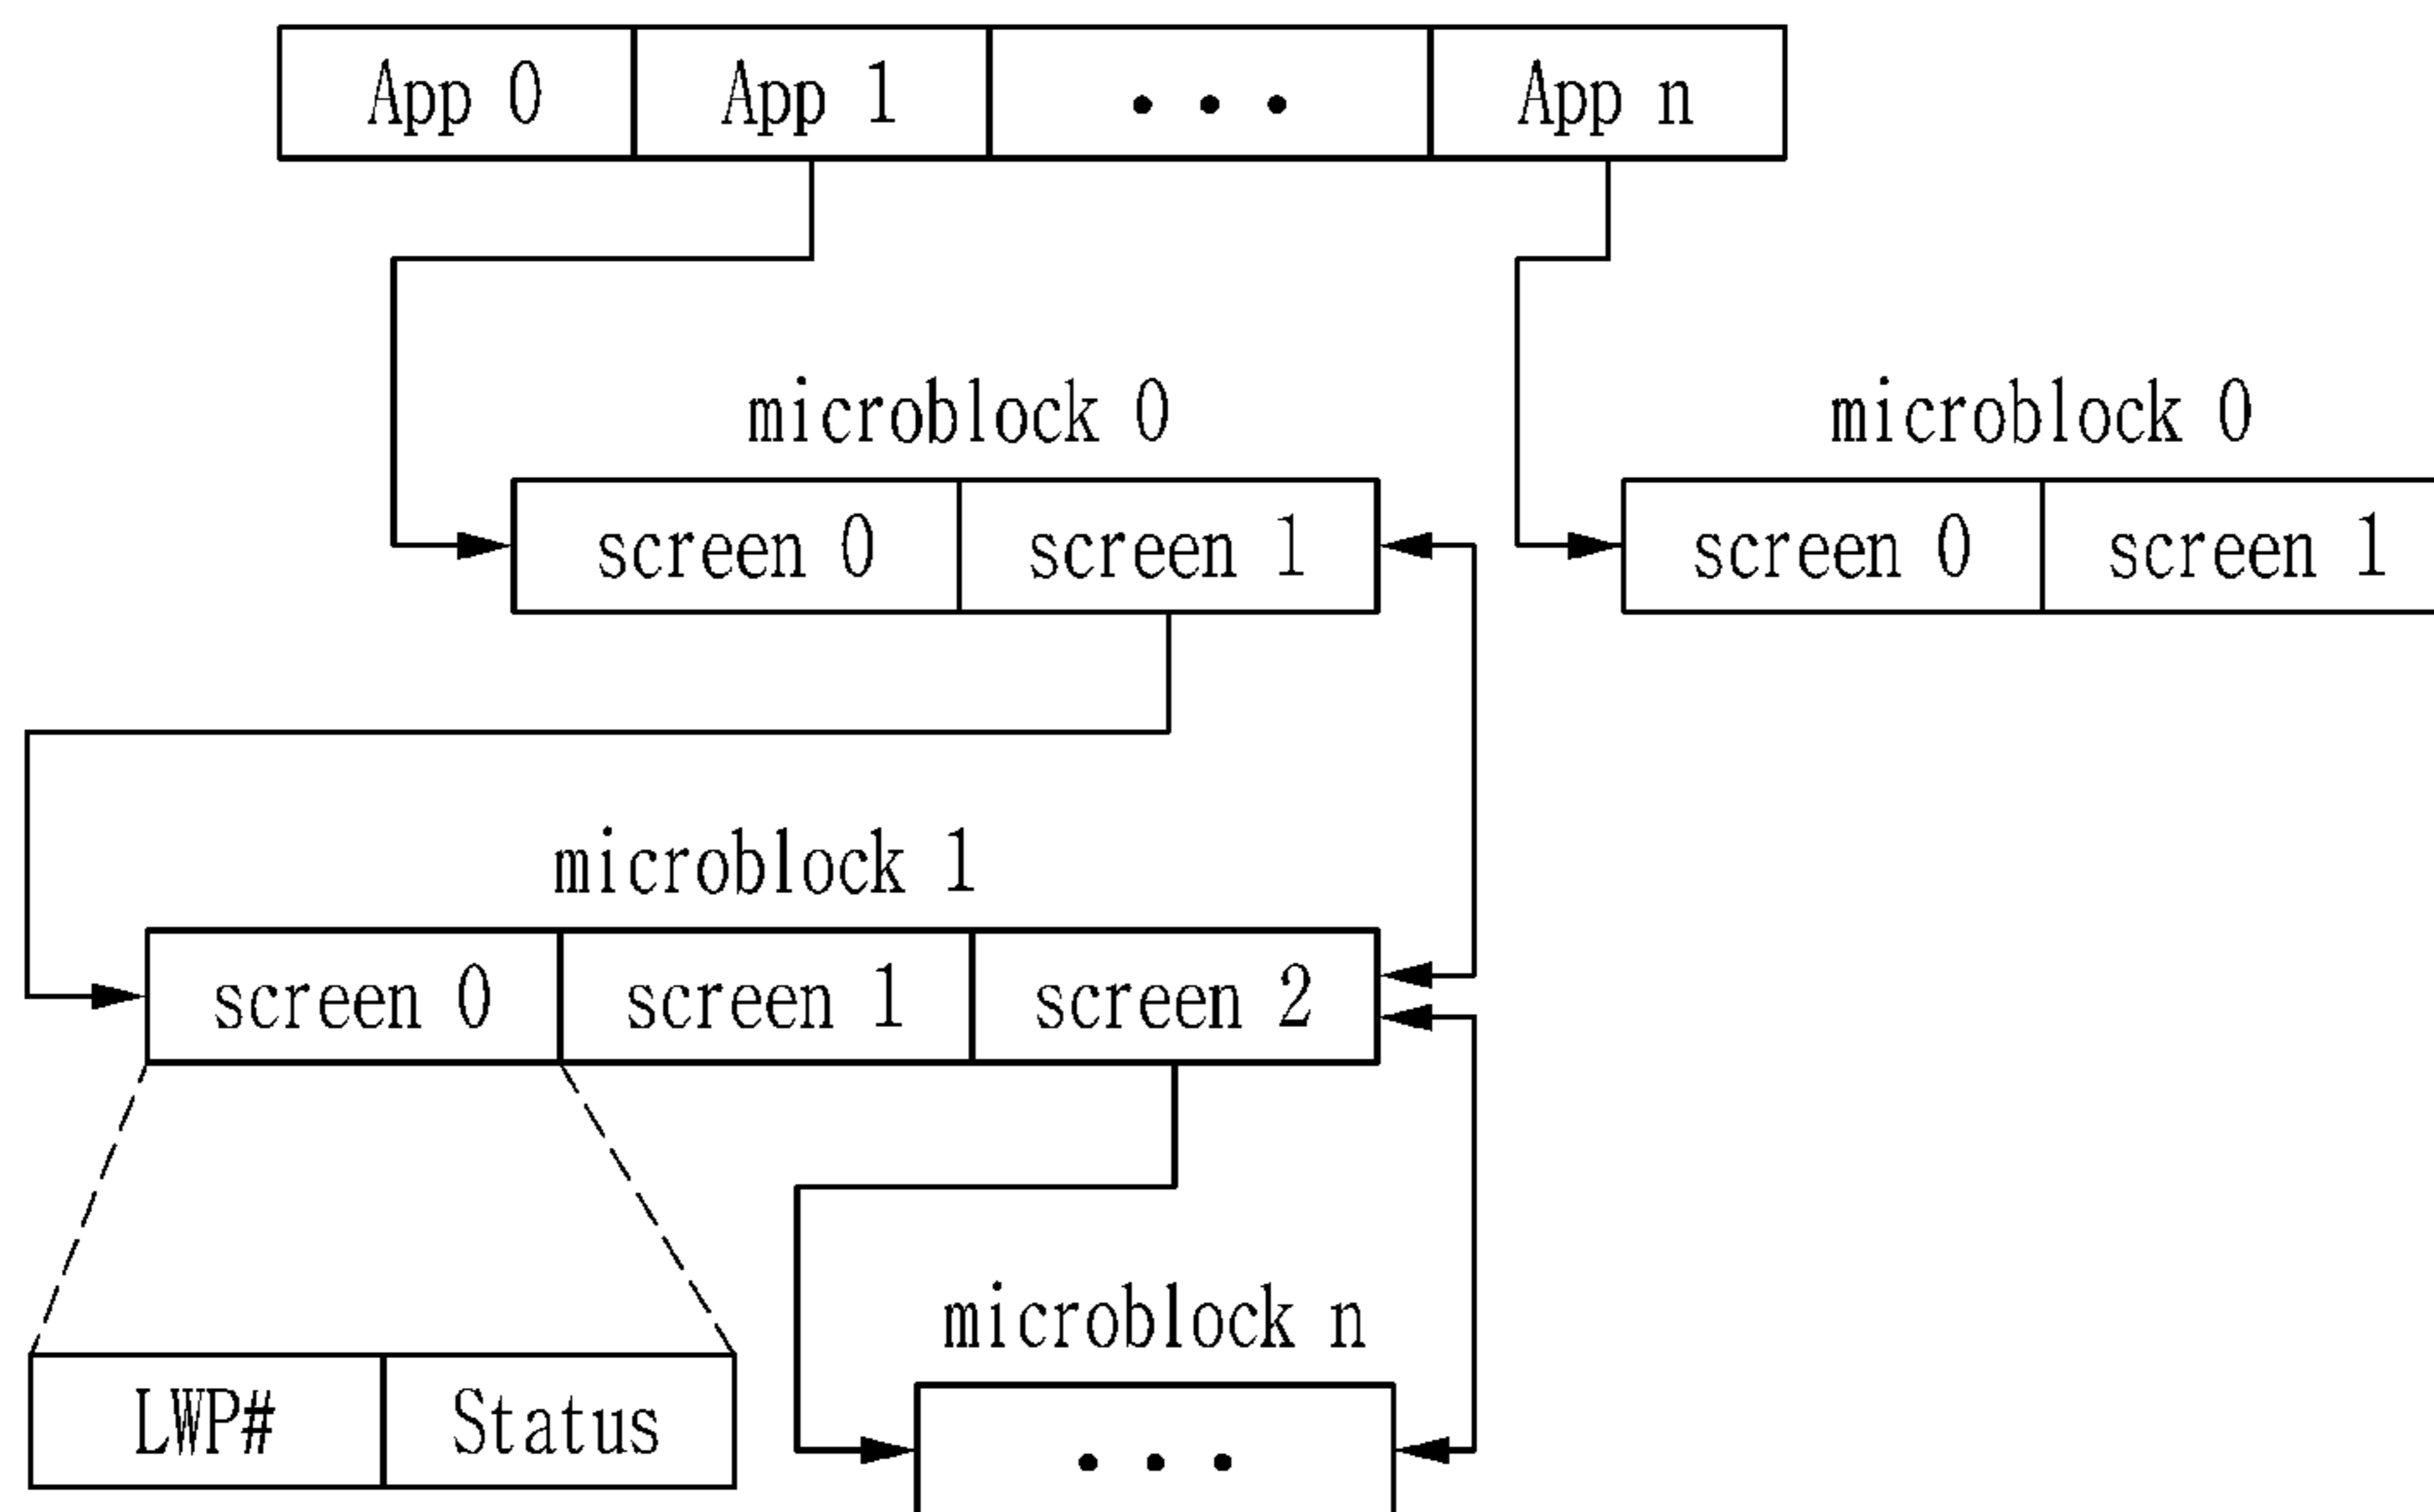 App 0 App 1 • • • App n
microblock 0 microblock 0
screen 0 screen 1 screen 0 screen 1
microblock 1
screen 0 screen 1 screen 2
microblock n
LWP# Status • • •